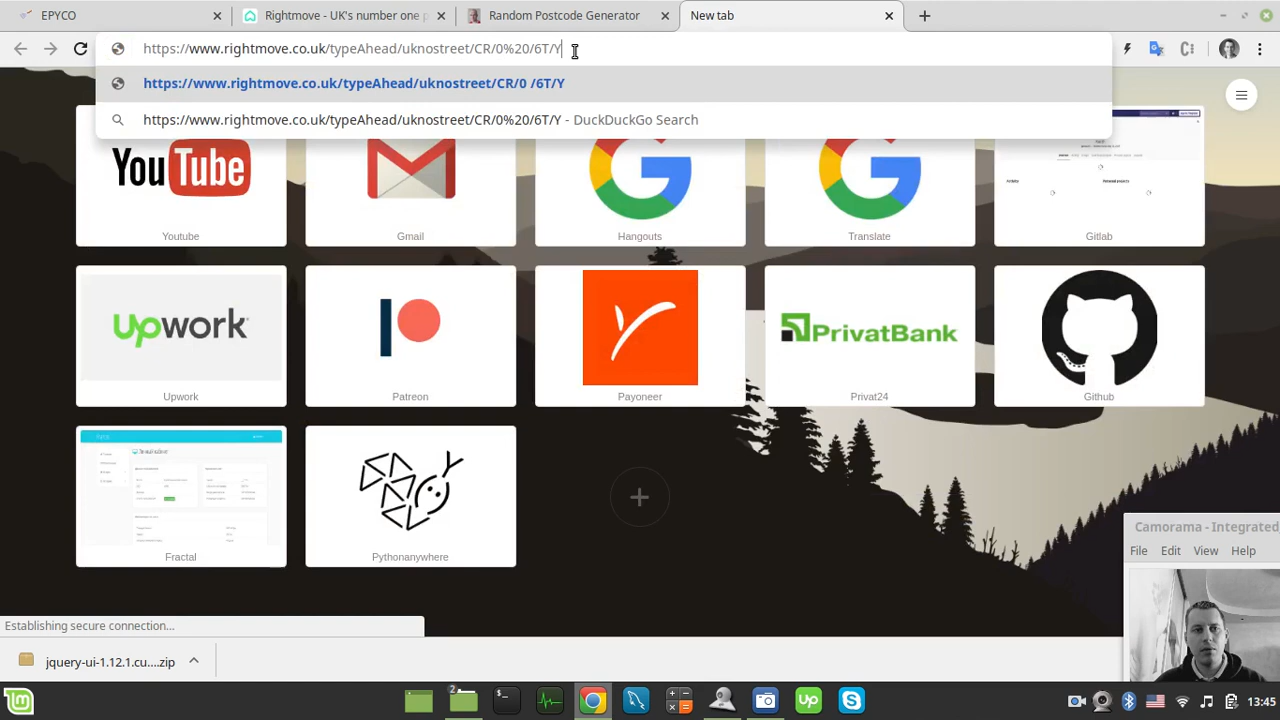 EPYCO
Rightmove - UK's number one p
Random Postcode Generator
New tab
https://www.rightmove.co.uk/typeAhead/uknostreet/CR/0%20/6T/Y
https://www.rightmove.co.uk/typeAhead/uknostreet/CR/0 /6T/Y
https://www.rightmove.co.uk/typeAhead/uknostreet/CR/0%20/6T/Y - DuckDuckGo Search
YouTube
Youtube
Gmail
Hangouts
Translate
Gitlab
upwork
Upwork
Patreon
Payoneer
PrivatBank
Privat24
Github
Fractal
Pythonanywhere
Camorama - Integrated
File Edit View Help
Establishing secure connection...
jquery-ui-1.12.1.cu....zip
2
13:45